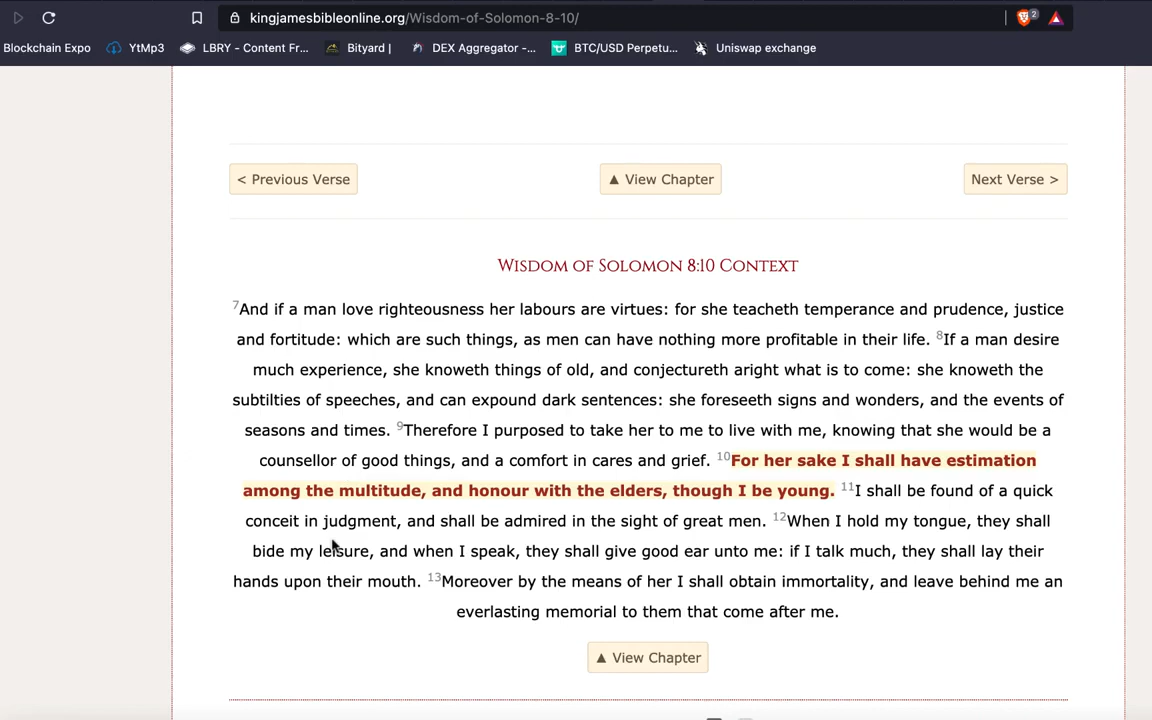 kingjamesbibleonline.org/Wisdom-of-Solomon-8-10/
2
Blockchain Expo YtMp3 LBRY - Content Fr... Bityard | DEX Aggregator -... BTC/USD Perpetu... Uniswap exchange
< Previous Verse ▲ View Chapter Next Verse >
Wisdom of Solomon 8:10 Context
7And if a man love righteousness her labours are virtues: for she teacheth temperance and prudence, justice
and fortitude: which are such things, as men can have nothing more profitable in their life. 8If a man desire
much experience, she knoweth things of old, and conjectureth aright what is to come: she knoweth the
subtilties of speeches, and can expound dark sentences: she foreseeth signs and wonders, and the events of
seasons and times. 9Therefore I purposed to take her to me to live with me, knowing that she would be a
counsellor of good things, and a comfort in cares and grief. 10For her sake I shall have estimation
among the multitude, and honour with the elders, though I be young. 11I shall be found of a quick
conceit in judgment, and shall be admired in the sight of great men. 12When I hold my tongue, they shall
bide my leisure, and when I speak, they shall give good ear unto me: if I talk much, they shall lay their
hands upon their mouth. 13Moreover by the means of her I shall obtain immortality, and leave behind me an
everlasting memorial to them that come after me.
▲ View Chapter